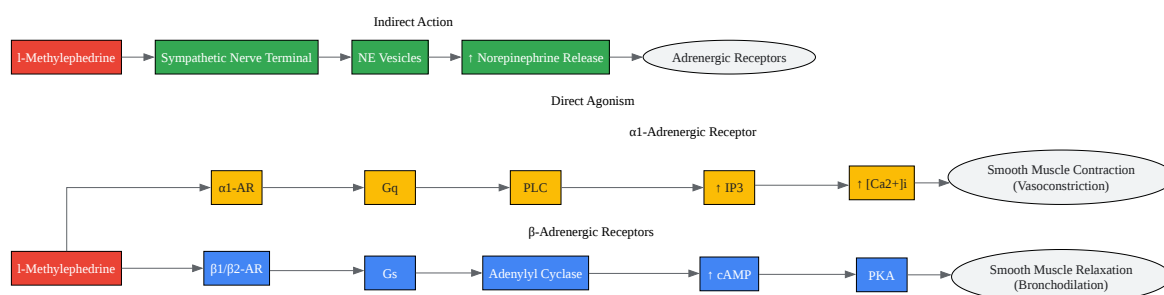 Indirect Action
l-Methylephedrine
Sympathetic Nerve Terminal
NE Vesicles
↑ Norepinephrine Release
Adrenergic Receptors
Direct Agonism
α1-Adrenergic Receptor
α1-AR
Gq
PLC
↑ IP3
↑ [Ca2+]i
Smooth Muscle Contraction
(Vasoconstriction)
β-Adrenergic Receptors
l-Methylephedrine
β1/β2-AR
Gs
Adenylyl Cyclase
↑ cAMP
PKA
Smooth Muscle Relaxation
(Bronchodilation)